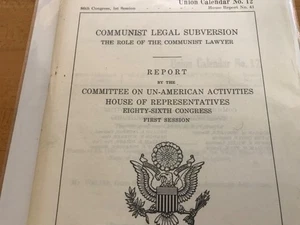 Union Calendar No. 12
86th Congress, 1st Session
House Report No. 41
COMMUNIST LEGAL SUBVERSION
THE ROLE OF THE COMMUNIST LAWYER
REPORT
BY THE
COMMITTEE ON UN-AMERICAN ACTIVITIES
HOUSE OF REPRESENTATIVES
EIGHTY-SIXTH CONGRESS
FIRST SESSION